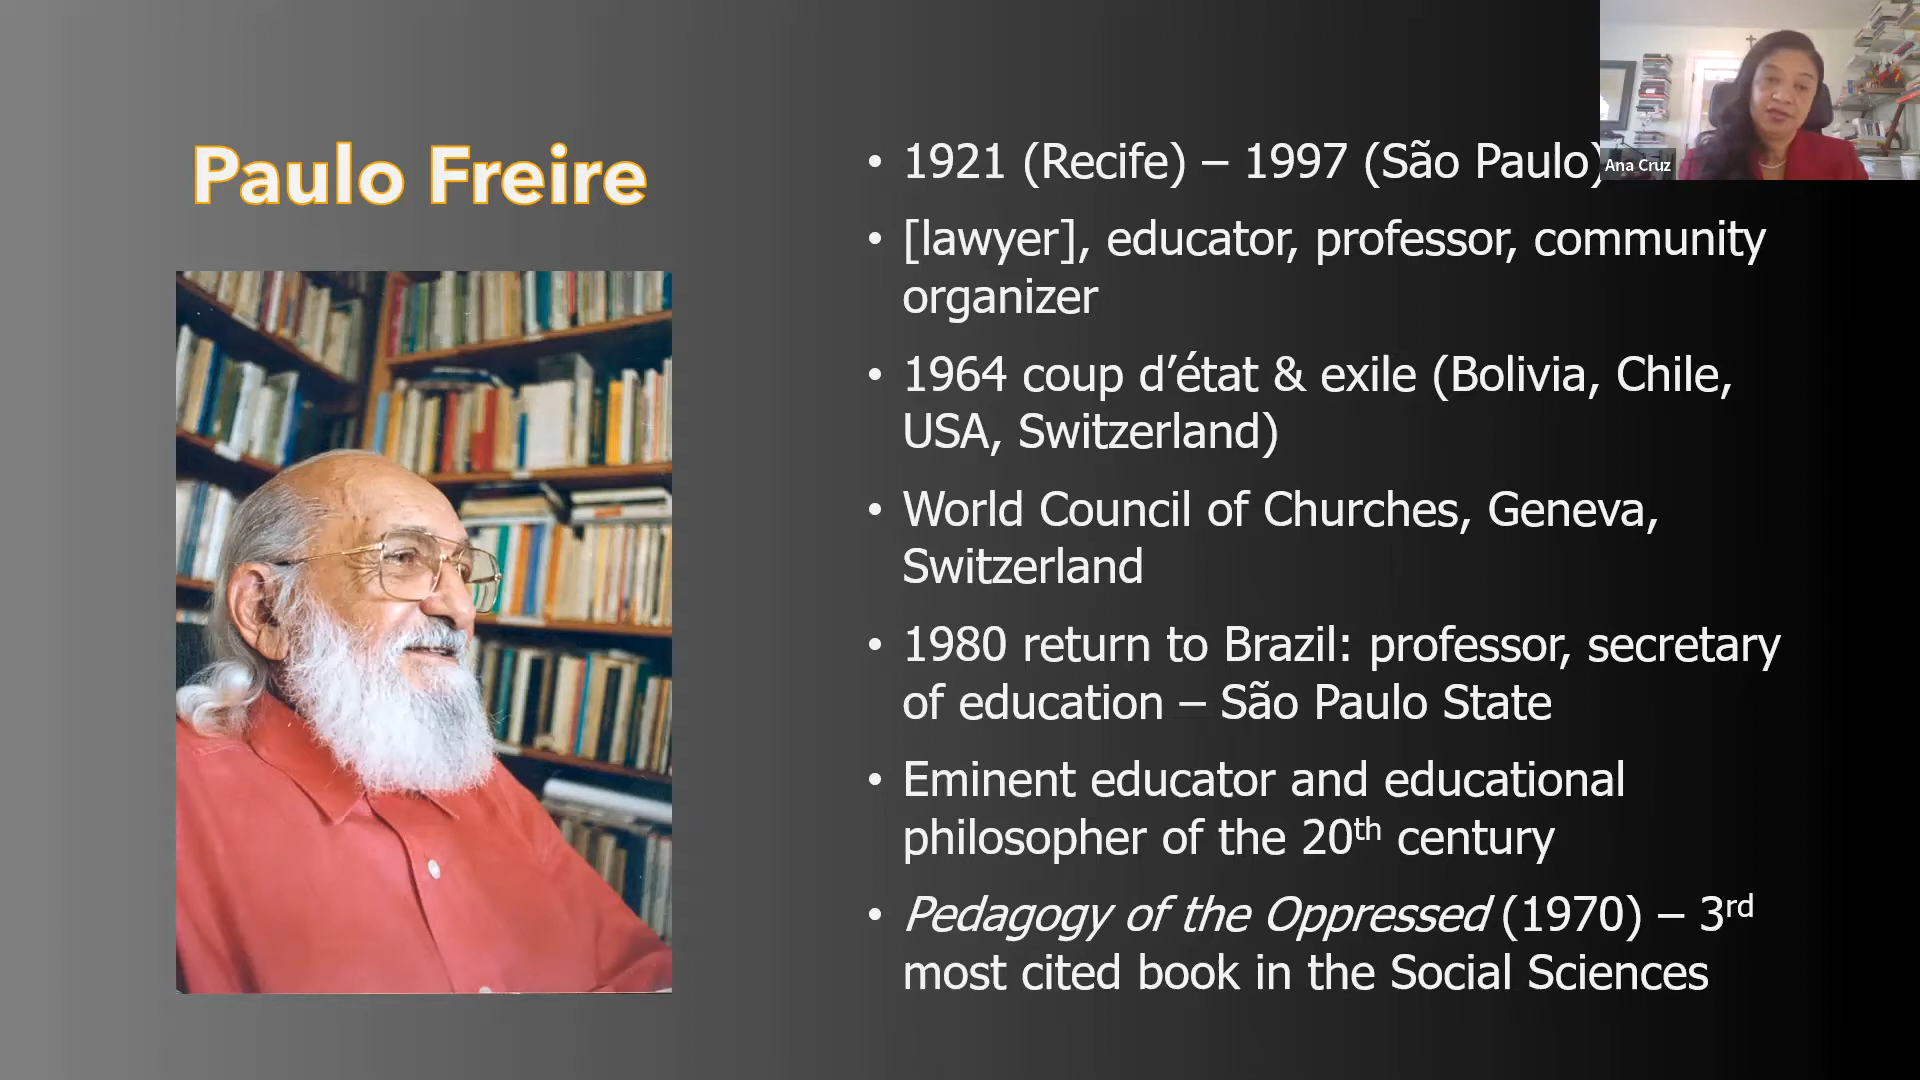 Paulo Freire
• 1921 (Recife) – 1997 (São Paulo)
• [lawyer], educator, professor, community
organizer
• 1964 coup d’état & exile (Bolivia, Chile,
USA, Switzerland)
• World Council of Churches, Geneva,
Switzerland
• 1980 return to Brazil: professor, secretary
of education – São Paulo State
• Eminent educator and educational
philosopher of the 20th century
• Pedagogy of the Oppressed (1970) – 3rd
most cited book in the Social Sciences
Ana Cruz